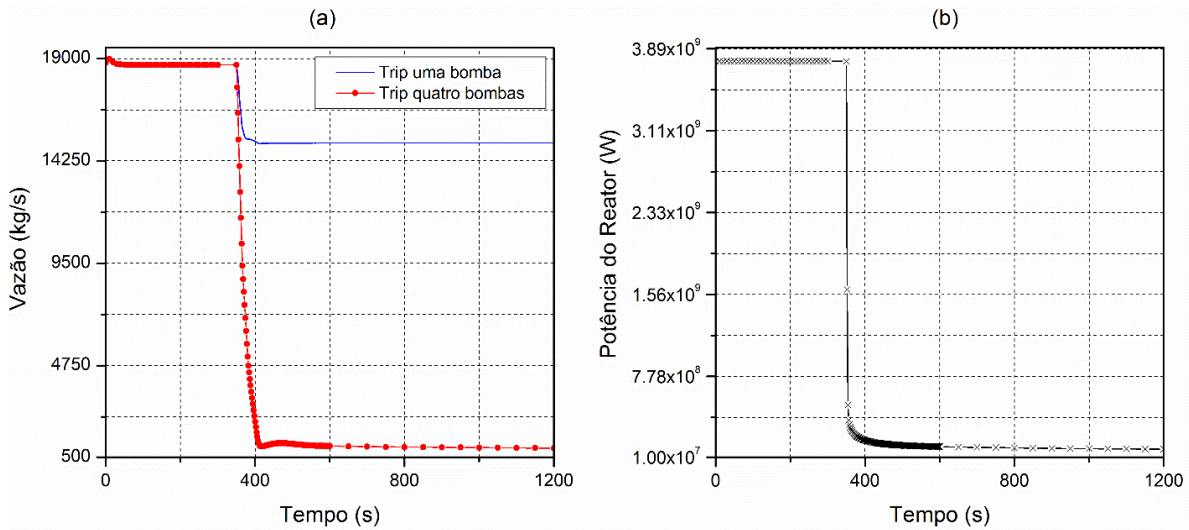 (a)
19000
14250
9500
4750
500
0
400
800
1200
Vazão (kg/s)
Tempo (s)
Trip uma bomba
Trip quatro bombas
(b)
3.89x10⁹
3.11x10⁹
2.33x10⁹
1.56x10⁹
7.78x10⁸
1.00x10⁷
0
400
800
1200
Potência do Reator (W)
Tempo (s)